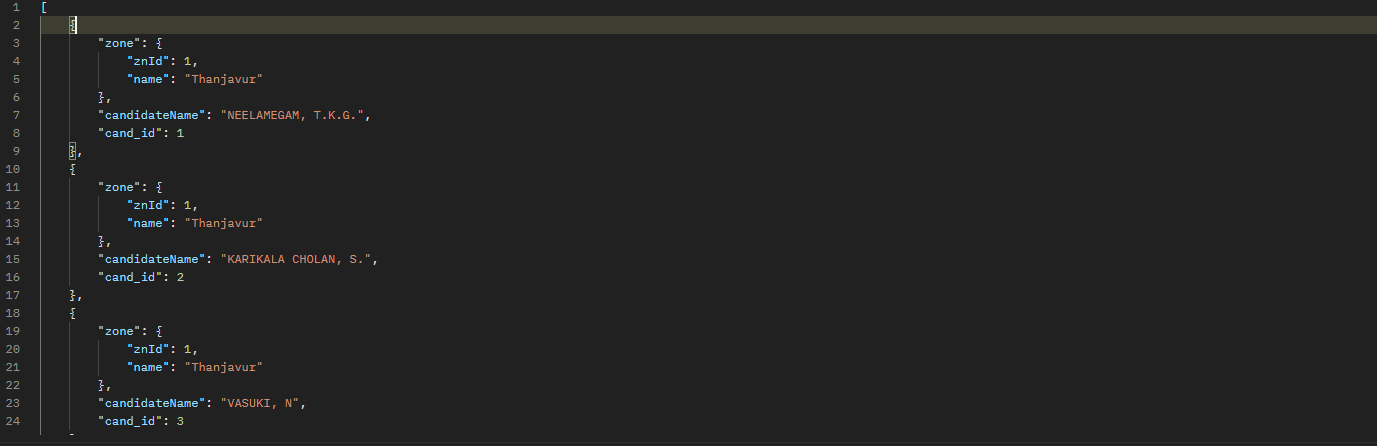 1 [
2 {
3 "zone": {
4 "znId": 1,
5 "name": "Thanjavur"
6 },
7 "candidateName": "NEELAMEGAM, T.K.G.",
8 "cand_id": 1
9 },
10 {
11 "zone": {
12 "znId": 1,
13 "name": "Thanjavur"
14 },
15 "candidateName": "KARIKALA CHOLAN, S.",
16 "cand_id": 2
17 },
18 {
19 "zone": {
20 "znId": 1,
21 "name": "Thanjavur"
22 },
23 "candidateName": "VASUKI, N",
24 "cand_id": 3